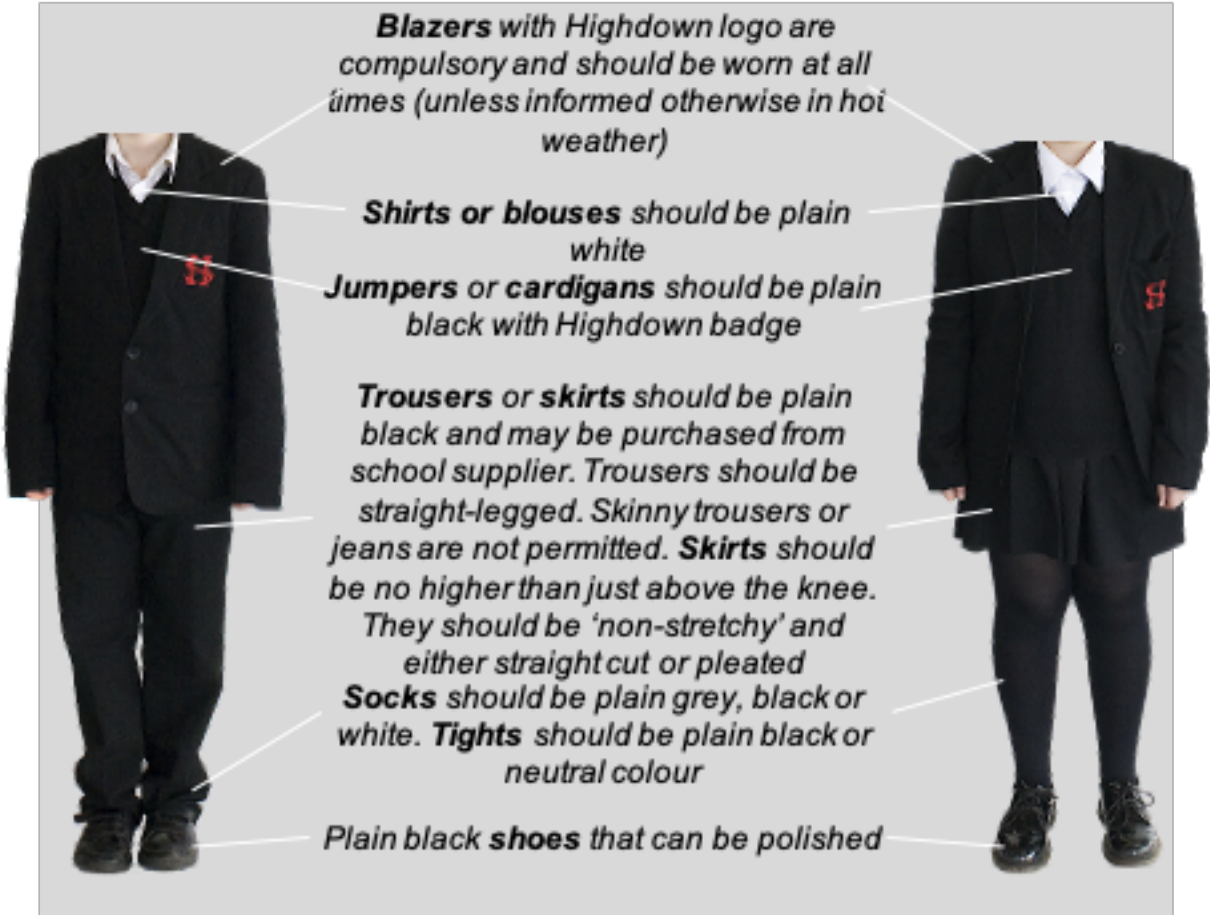 Blazers with Highdown logo are
compulsory and should be worn at all
times (unless informed otherwise in hot
weather)
Shirts or blouses should be plain
white
Jumpers or cardigans should be plain
black with Highdown badge
Trousers or skirts should be plain
black and may be purchased from
school supplier. Trousers should be
straight-legged. Skinny trousers or
jeans are not permitted. Skirts should
be no higher than just above the knee.
They should be ‘non-stretchy’ and
either straight cut or pleated
Socks should be plain grey, black or
white. Tights should be plain black or
neutral colour
Plain black shoes that can be polished